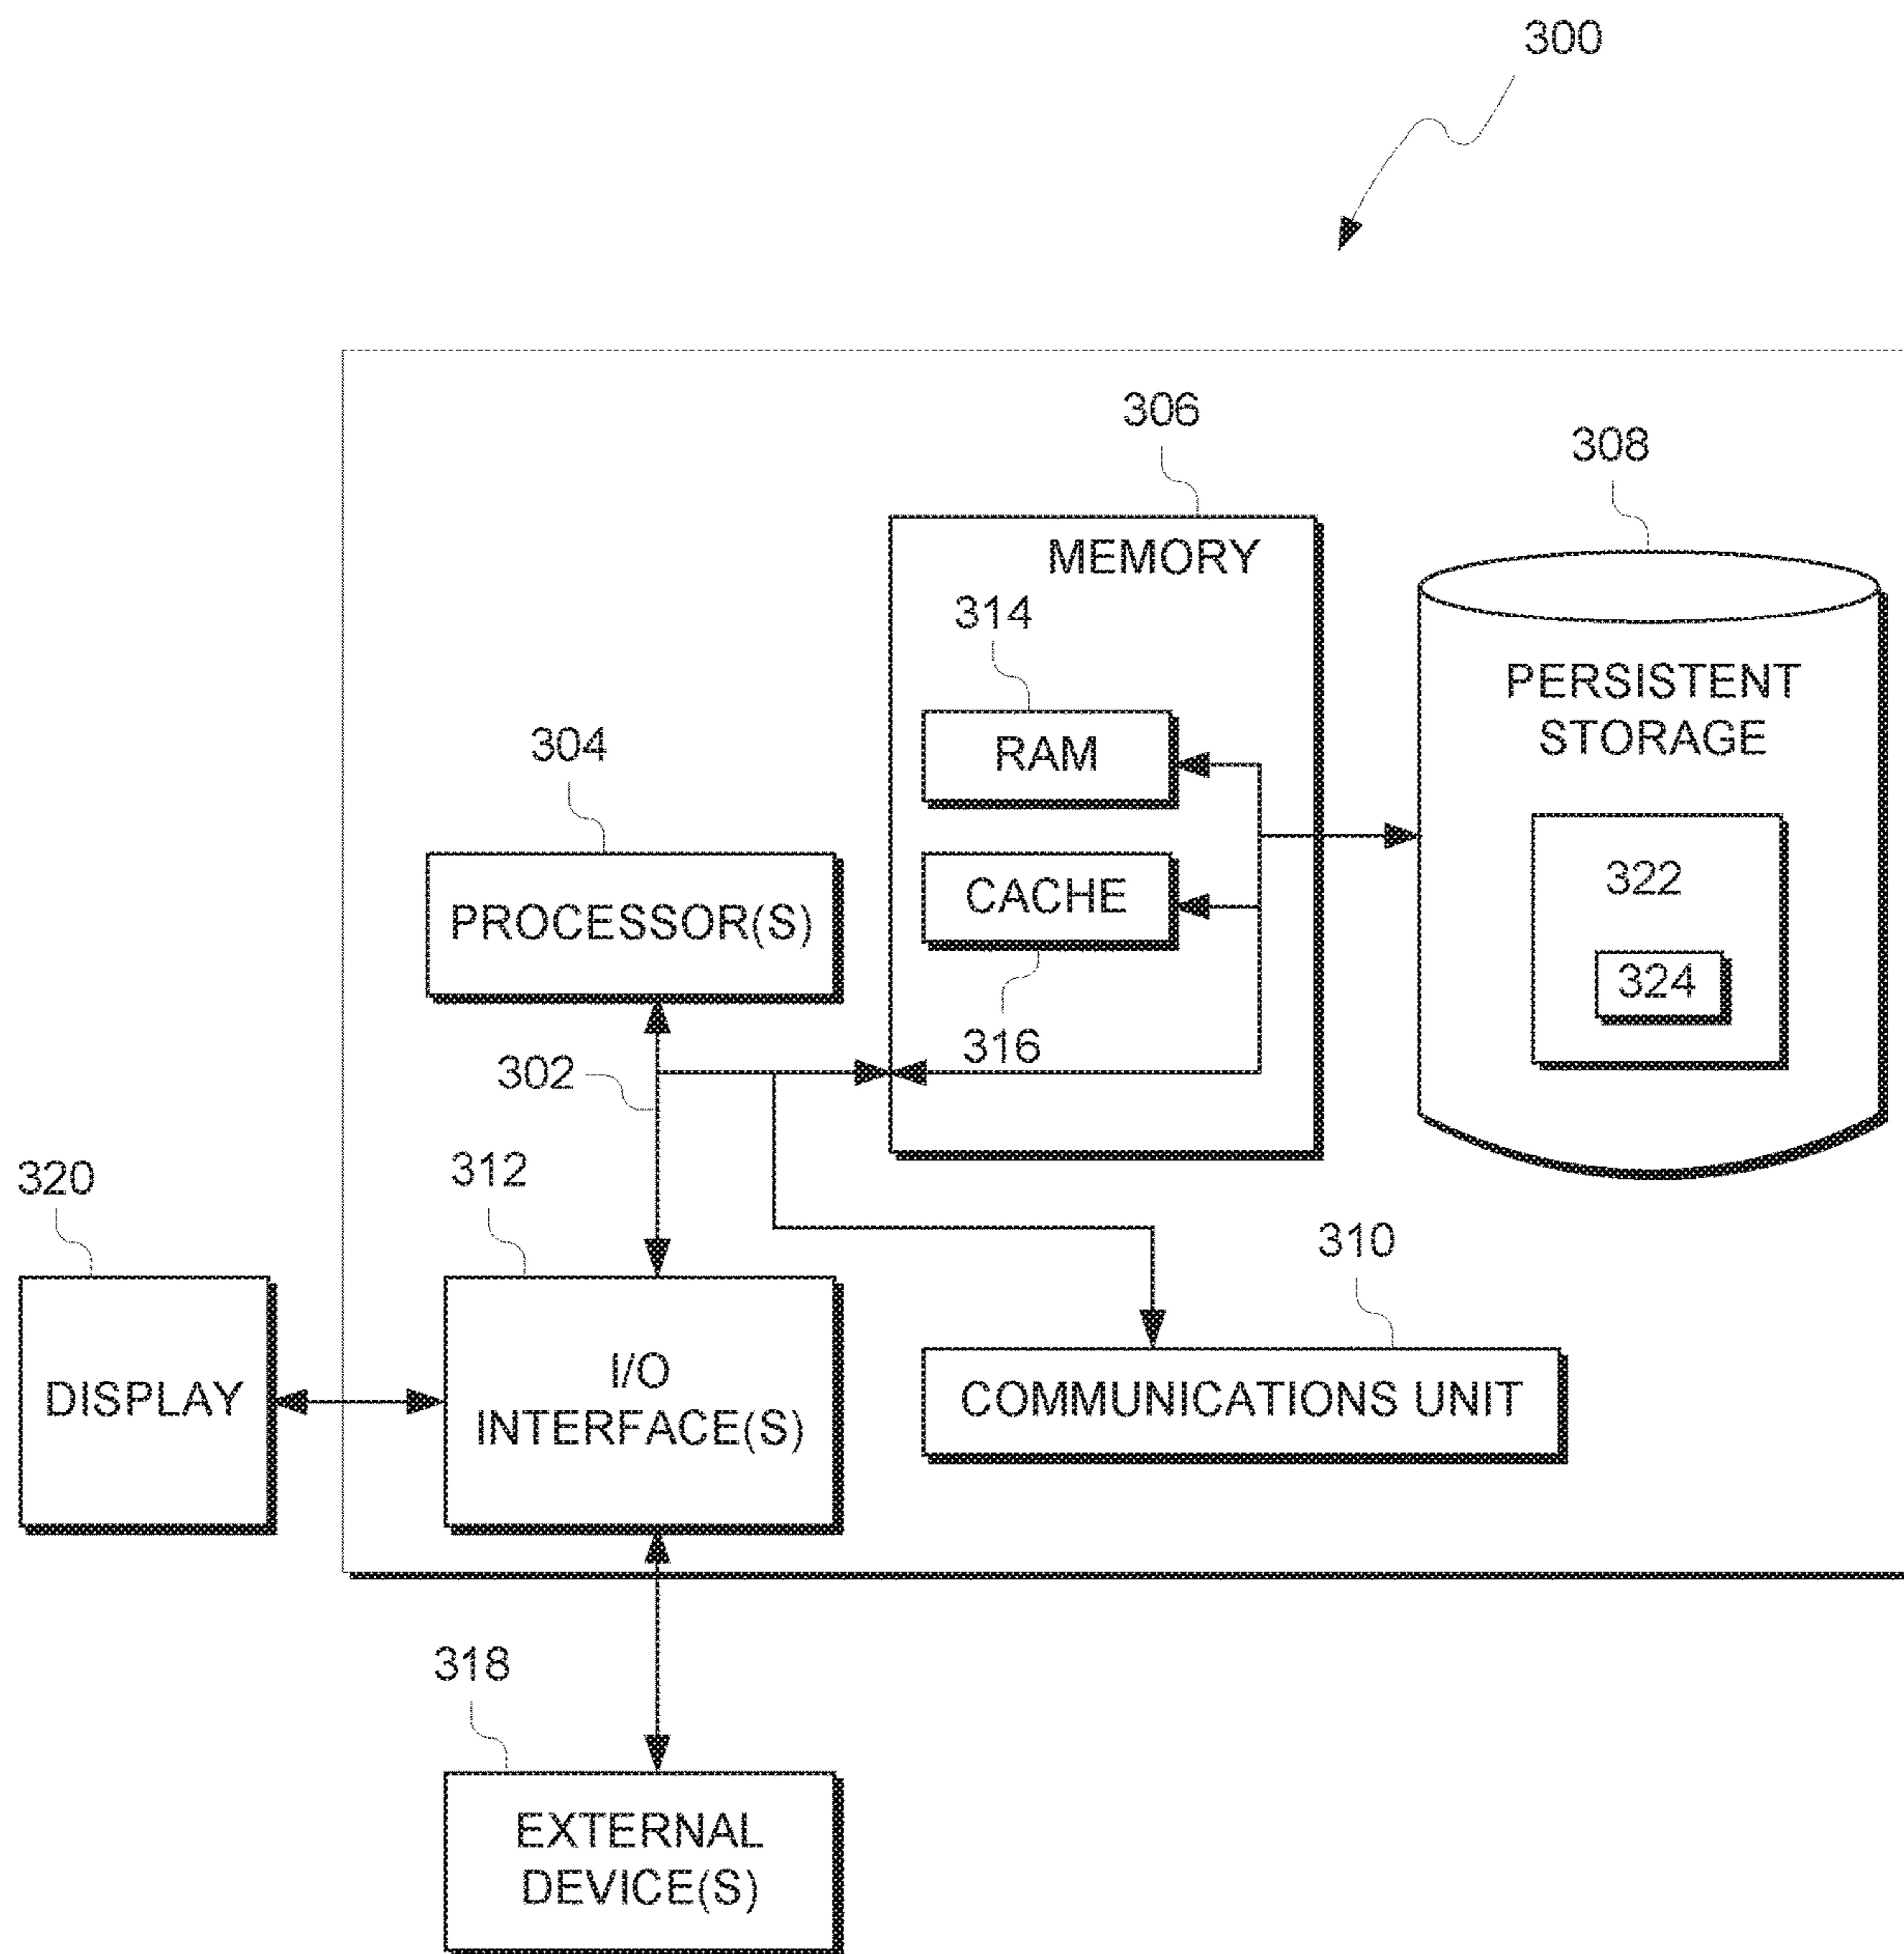 300
306
308
MEMORY
314
RAM
PERSISTENT
STORAGE
304
PROCESSOR(S)
CACHE
322
324
316
302
312
320
310
DISPLAY
I/O
INTERFACE(S)
COMMUNICATIONS UNIT
318
EXTERNAL
DEVICE(S)